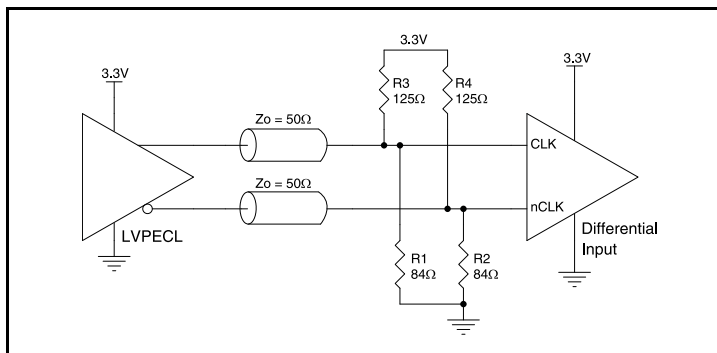 3.3V
3.3V
3.3V
R3
125Ω
R4
125Ω
Zo = 50Ω
CLK
Zo = 50Ω
nCLK
LVPECL
Differential
Input
R1
84Ω
R2
84Ω